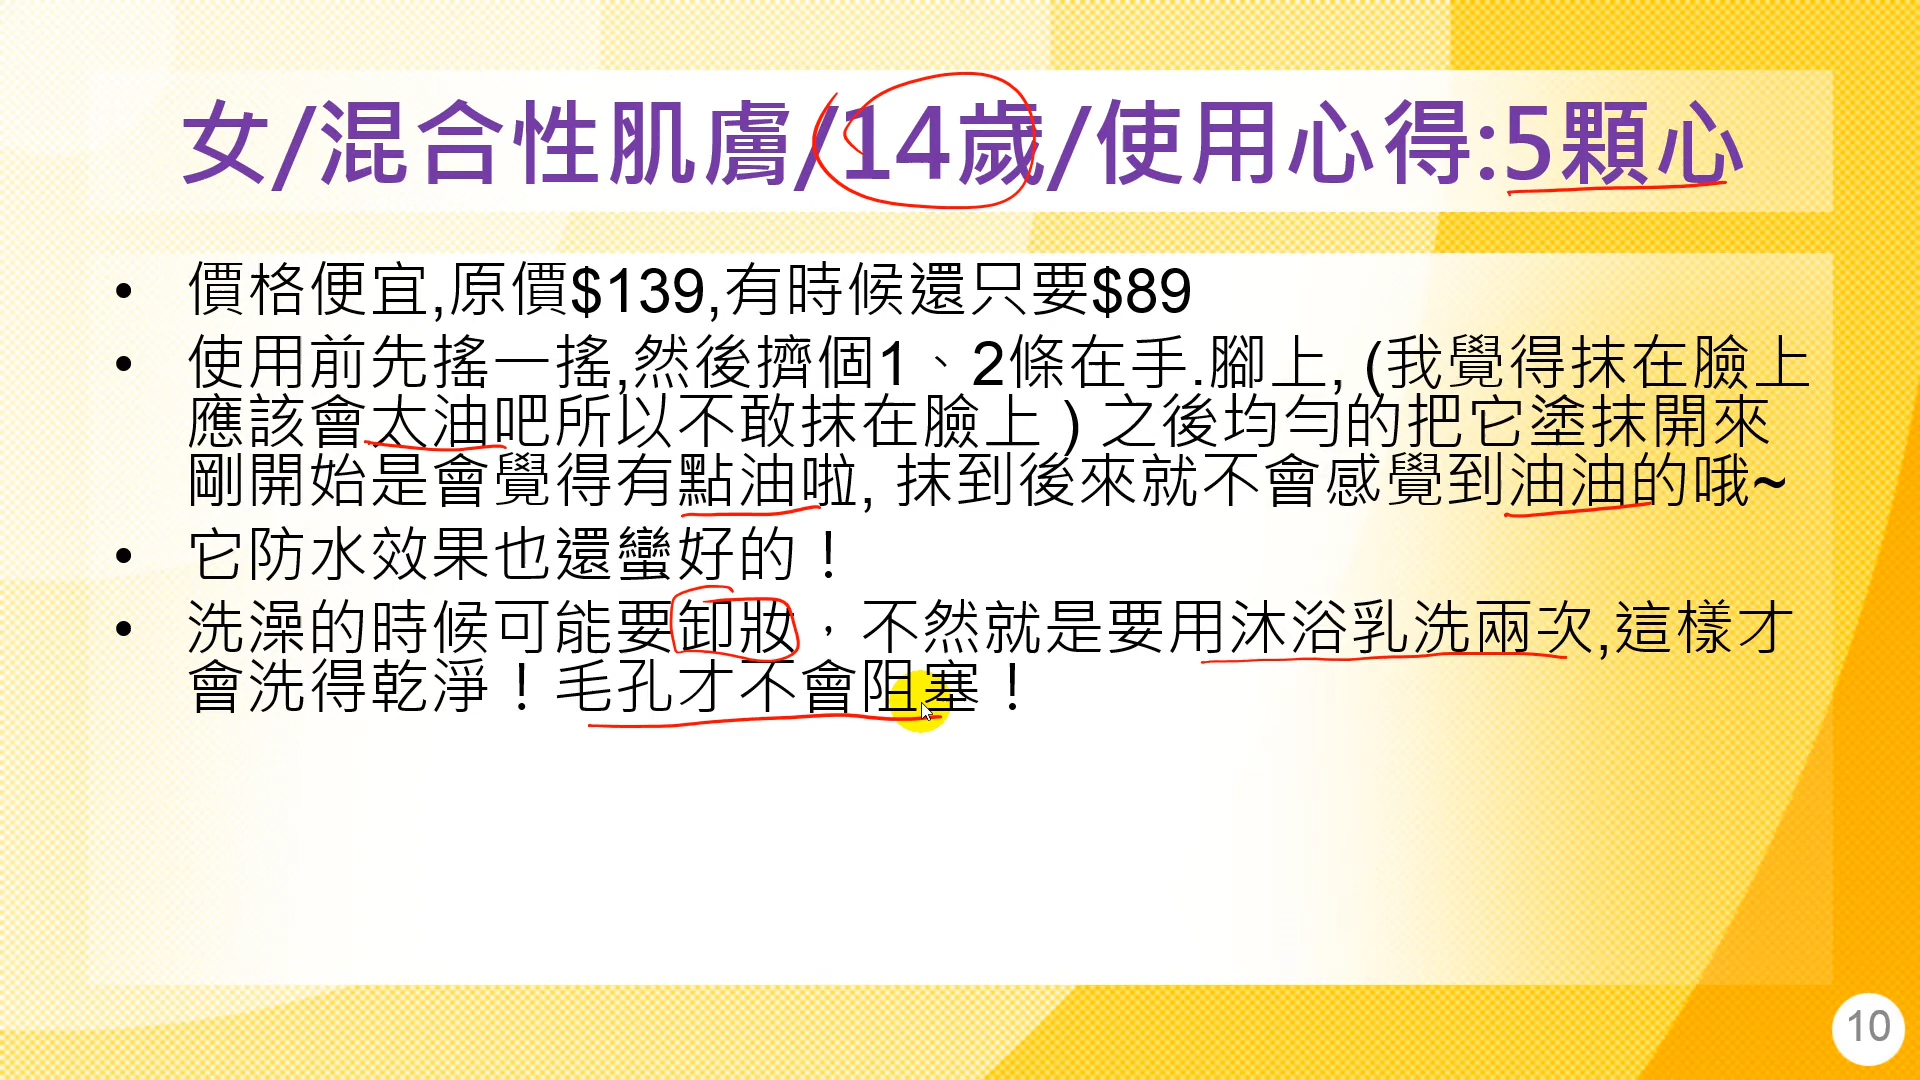 女/混合性肌膚/14歲/使用心得:5顆心
• 價格便宜,原價$139,有時候還只要$89
• 使用前先搖一搖,然後擠個1、2條在手.腳上, (我覺得抹在臉上
應該會太油吧所以不敢抹在臉上 ) 之後均勻的把它塗抹開來
剛開始是會覺得有點油啦, 抹到後來就不會感覺到油油的哦~
• 它防水效果也還蠻好的！
• 洗澡的時候可能要卸妝，不然就是要用沐浴乳洗兩次,這樣才
會洗得乾淨！毛孔才不會阻塞！
10